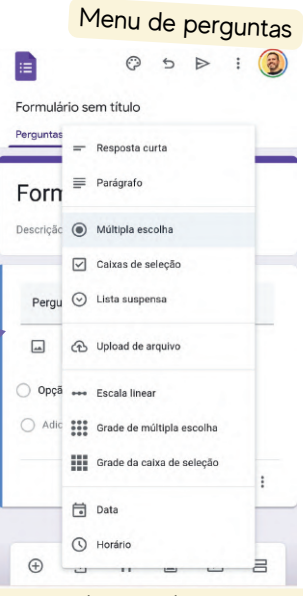 Menu de perguntas
Formulário sem título
Perguntas
Resposta curta
Parágrafo
Form
Descrição
Múltipla escolha
Caixas de seleção
Lista suspensa
Pergu
Upload de arquivo
Opçã
Escala linear
Adic
Grade de múltipla escolha
Grade da caixa de seleção
Data
Horário